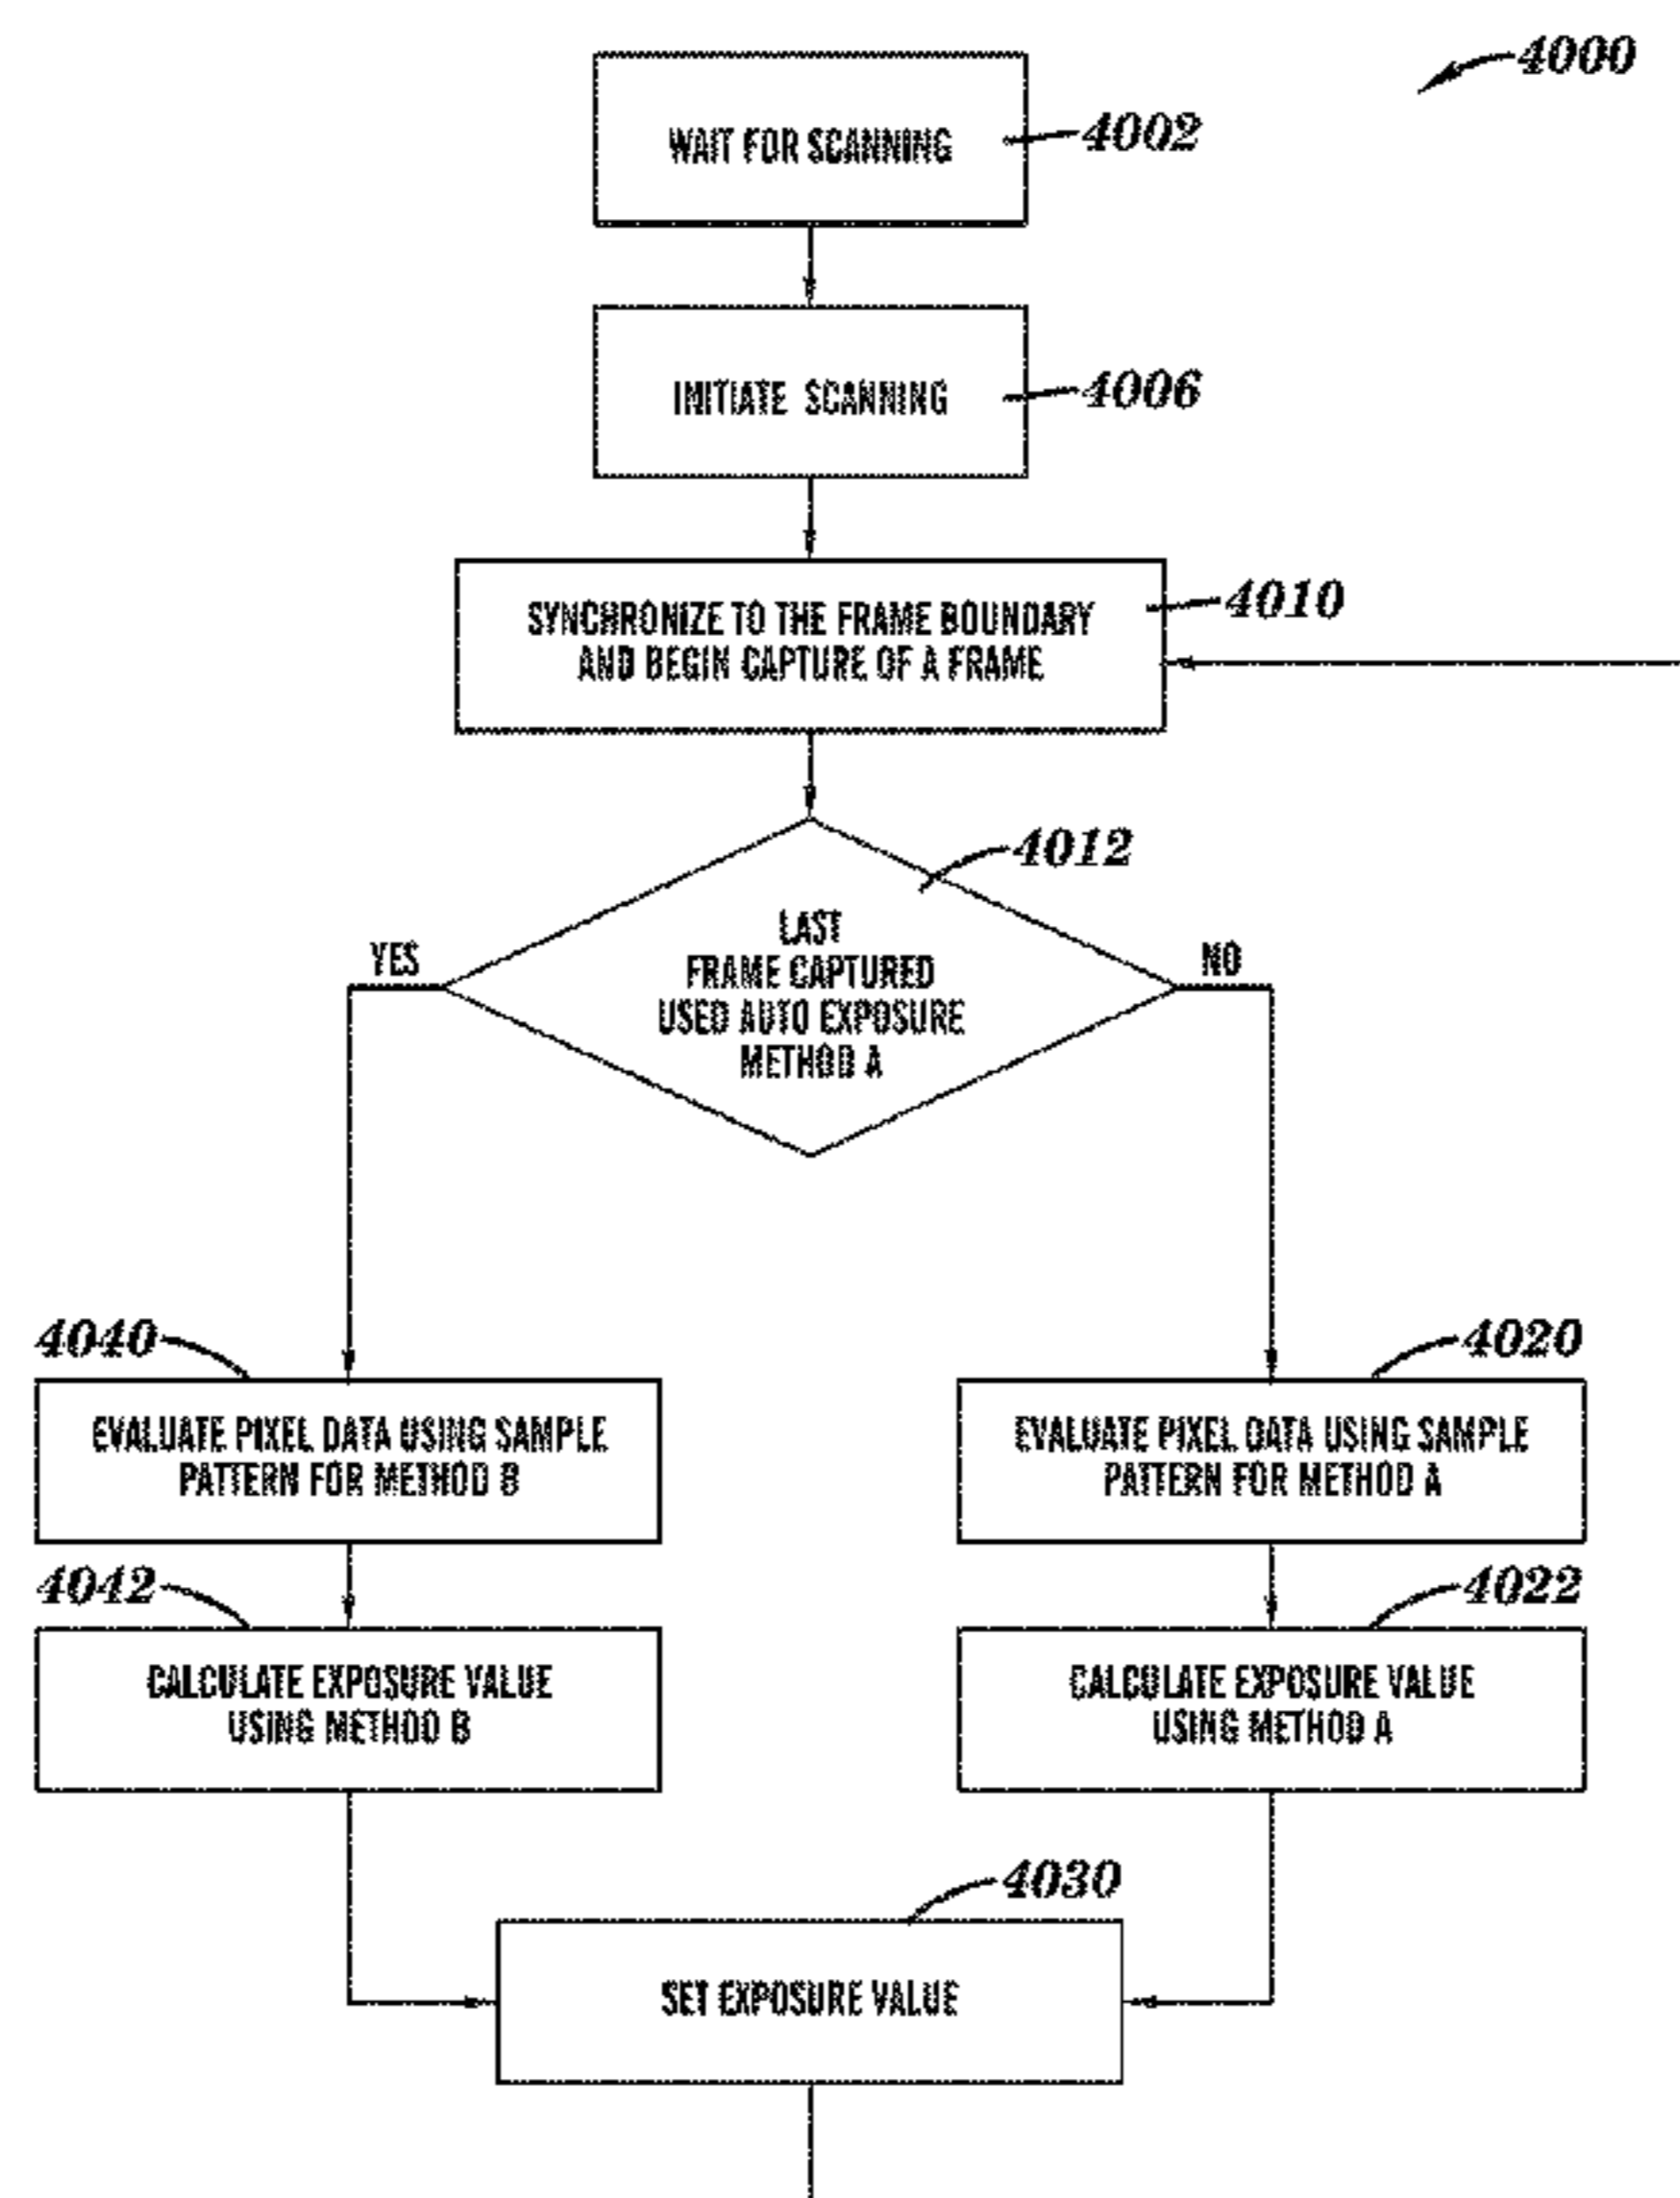 4000
WAIT FOR SCANNING
4002
INITIATE SCANNING
4006
SYNCHRONIZE TO THE FRAME BOUNDARY
AND BEGIN CAPTURE OF A FRAME
4010
4012
LAST
FRAME CAPTURED
USED AUTO EXPOSURE
METHOD A
YES
NO
4040
EVALUATE PIXEL DATA USING SAMPLE
PATTERN FOR METHOD B
4020
EVALUATE PIXEL DATA USING SAMPLE
PATTERN FOR METHOD A
4042
CALCULATE EXPOSURE VALUE
USING METHOD B
4022
CALCULATE EXPOSURE VALUE
USING METHOD A
4030
SET EXPOSURE VALUE